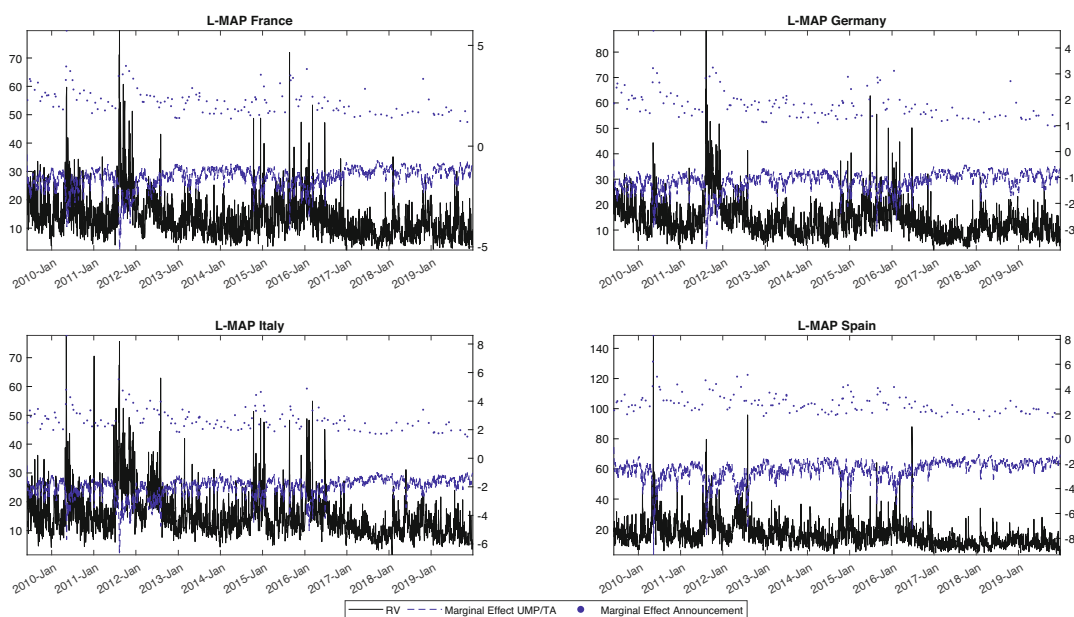 L-MAP France
70
60
50
40
30
20
10
5
0
-5
2010-Jan
2011-Jan
2012-Jan
2013-Jan
2014-Jan
2015-Jan
2016-Jan
2017-Jan
2018-Jan
2019-Jan
L-MAP Germany
80
70
60
50
40
30
20
10
4
3
2
1
0
-1
-2
-3
2010-Jan
2011-Jan
2012-Jan
2013-Jan
2014-Jan
2015-Jan
2016-Jan
2017-Jan
2018-Jan
2019-Jan
L-MAP Italy
70
60
50
40
30
20
10
8
6
4
2
0
-2
-4
-6
2010-Jan
2011-Jan
2012-Jan
2013-Jan
2014-Jan
2015-Jan
2016-Jan
2017-Jan
2018-Jan
2019-Jan
L-MAP Spain
140
120
100
80
60
40
20
8
6
4
2
0
-2
-4
-6
-8
2010-Jan
2011-Jan
2012-Jan
2013-Jan
2014-Jan
2015-Jan
2016-Jan
2017-Jan
2018-Jan
2019-Jan
RV Marginal Effect UMP/TA Marginal Effect Announcement